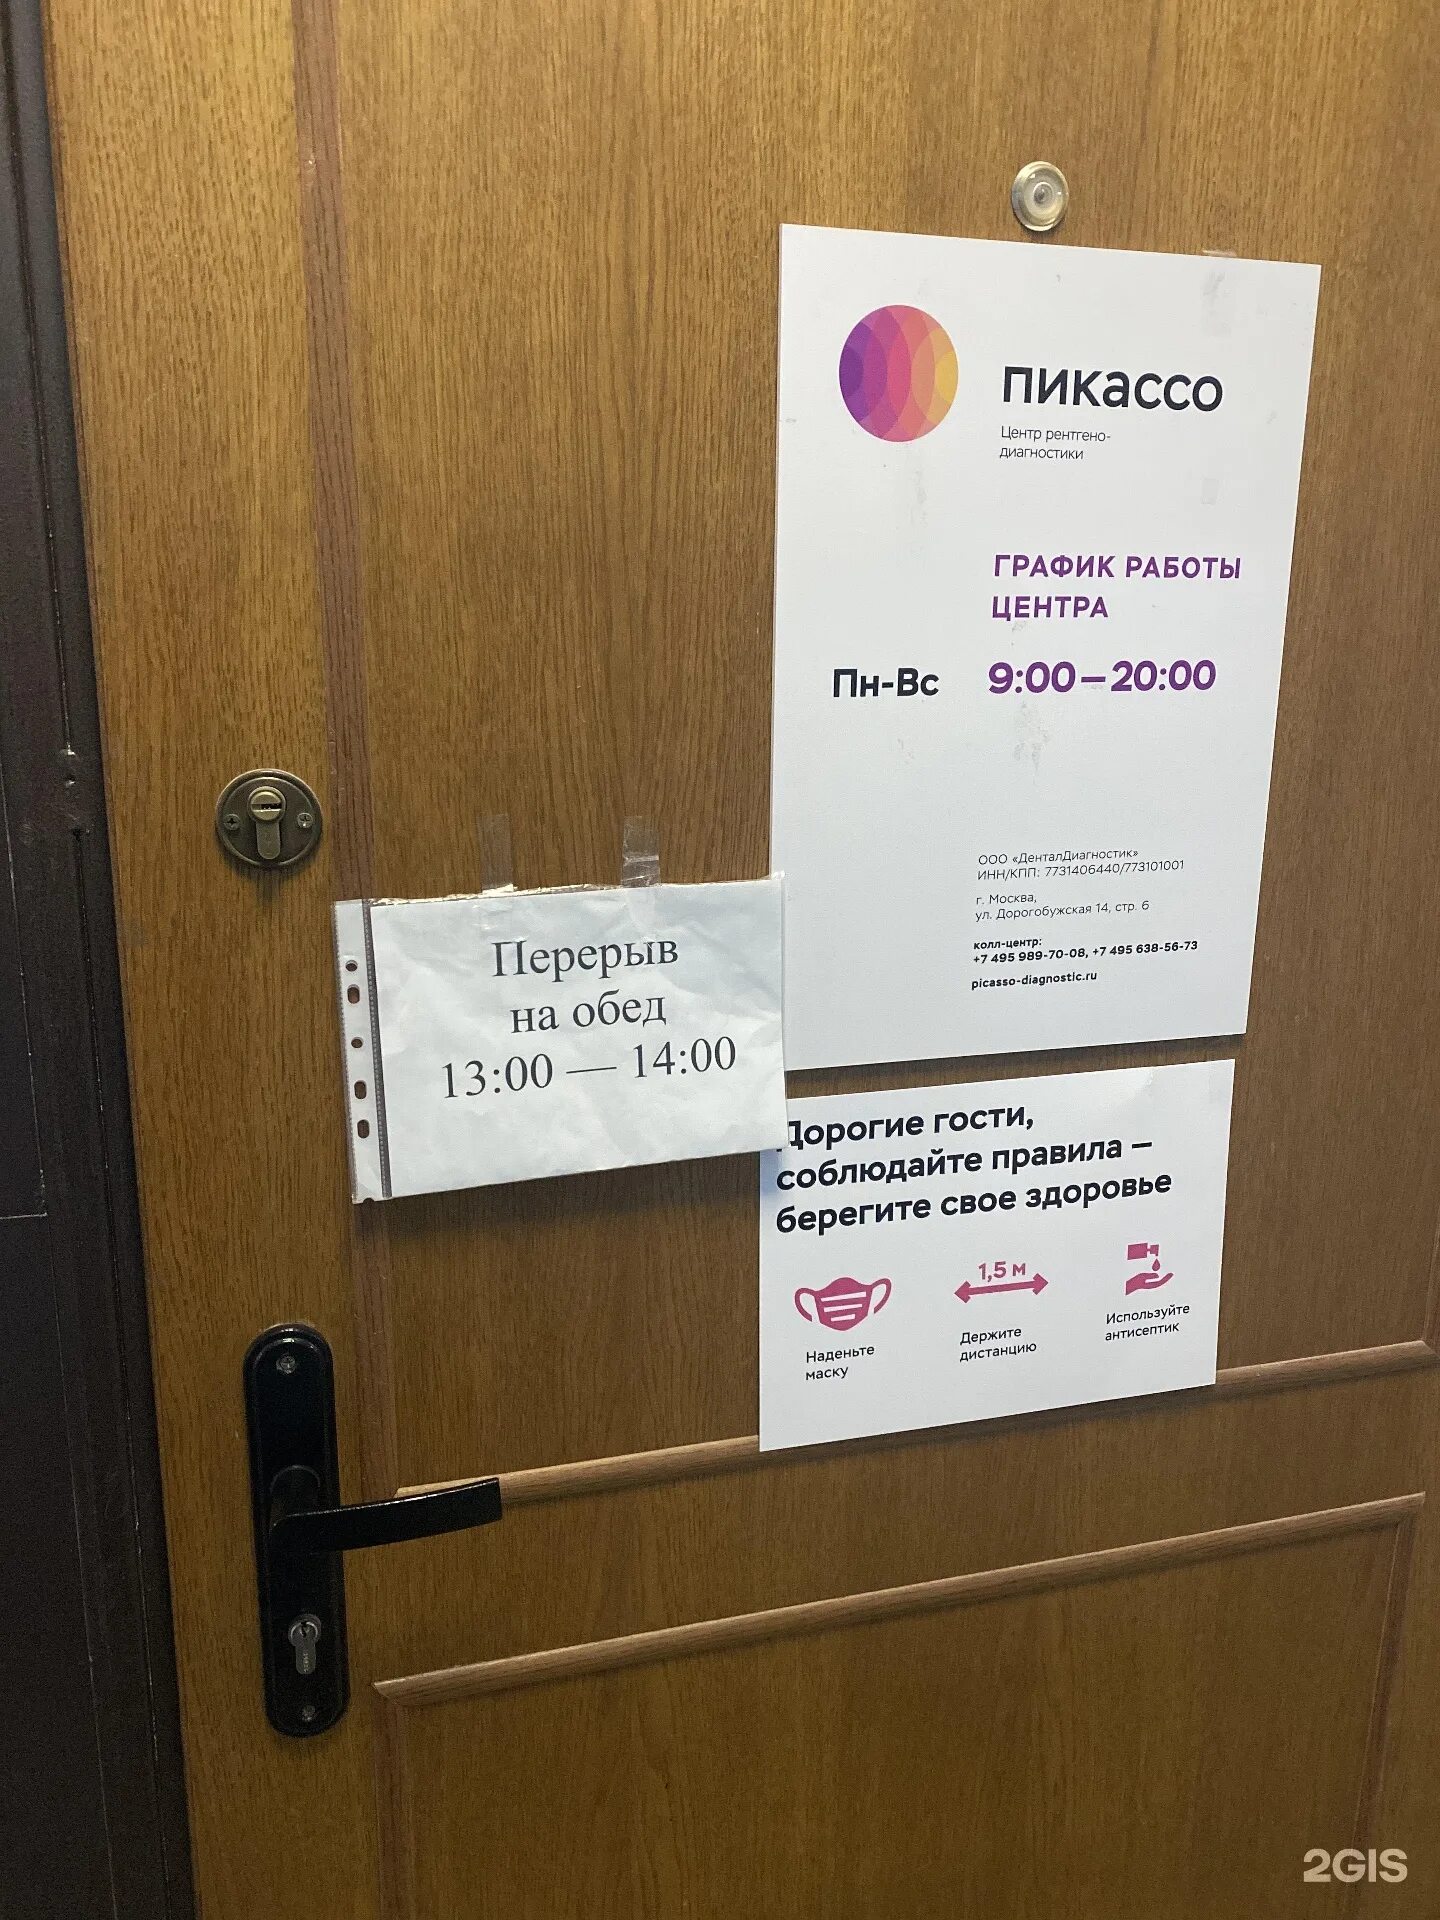 пикассо
Центр рентгено-
диагностики
ГРАФИК РАБОТЫ
ЦЕНТРА
Пн-Вс 9:00—20:00
ООО «ДенталДиагностик»
ИНН/КПП: 7731406440/773101001
г. Москва,
ул. Дорогобужская 14, стр. 6
колл-центр:
+7 495 989-70-08, +7 495 638-56-73
picasso-diagnostic.ru
Перерыв
на обед
13:00 — 14:00
Дорогие гости,
соблюдайте правила —
берегите свое здоровье
1,5 м
Наденьте
маску
Держите
дистанцию
Используйте
антисептик
2GIS